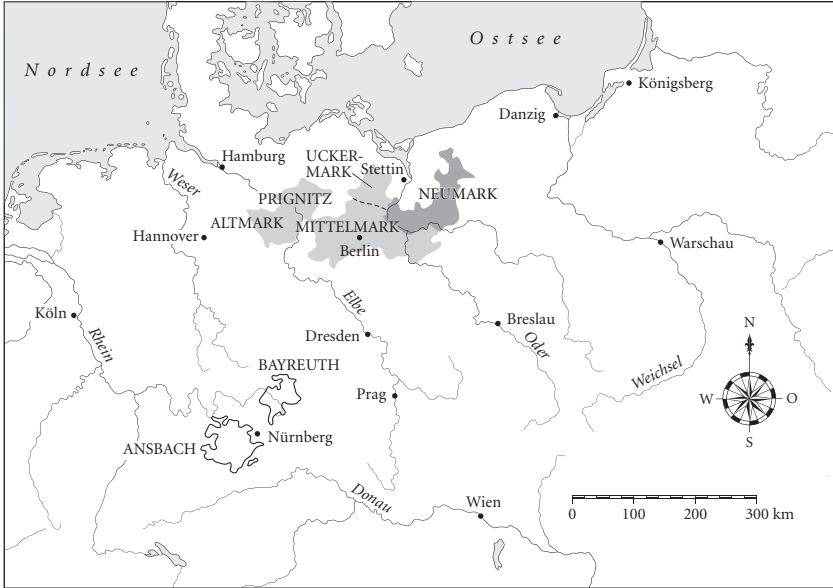 Nordsee
Ostsee
Königsberg
Danzig
Hamburg
UCKER-
MARK
Stettin
Weser
PRIGNITZ
NEUMARK
ALTMARK
MITTELMARK
Hannover
Berlin
Warschau
Köln
Rhein
Elbe
Dresden
Breslau
Oder
Weichsel
BAYREUTH
Prag
ANSBACH
Nürnberg
N
W
O
S
Donau
Wien
0 100 200 300 km